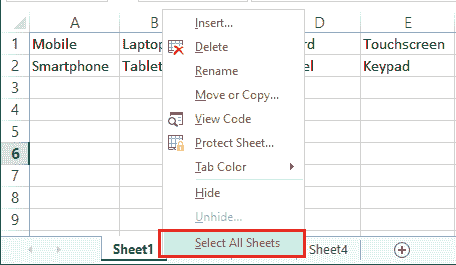 A B D E
1 Mobile Laptop rd Touchscreen
2 Smartphone Tablet el Keypad
3
4
5
6
7
8
9
Insert...
Delete
Rename
Move or Copy...
View Code
Protect Sheet...
Tab Color
Hide
Unhide...
Select All Sheets
Sheet1 Sheet4